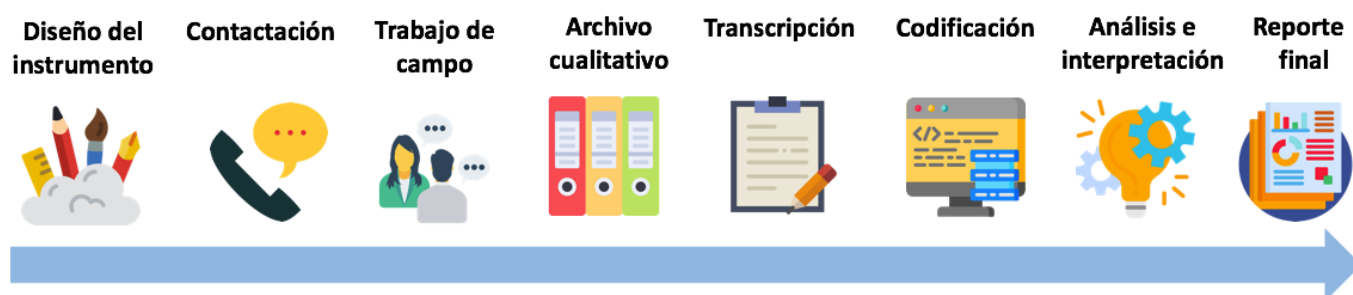 Diseño del
instrumento
Contactación
Trabajo de
campo
Archivo
cualitativo
Transcripción
Codificación
Análisis e
interpretación
Reporte
final